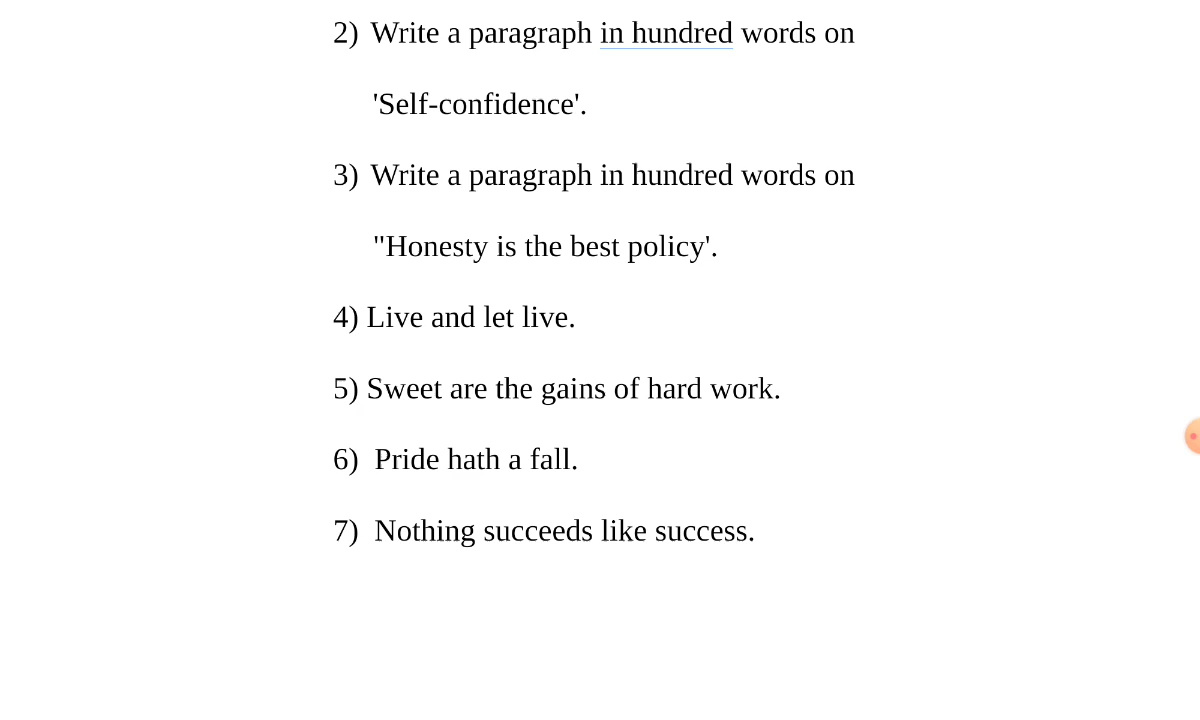 2) Write a paragraph in hundred words on
'Self-confidence'.
3) Write a paragraph in hundred words on
"Honesty is the best policy'.
4) Live and let live.
5) Sweet are the gains of hard work.
6) Pride hath a fall.
7) Nothing succeeds like success.